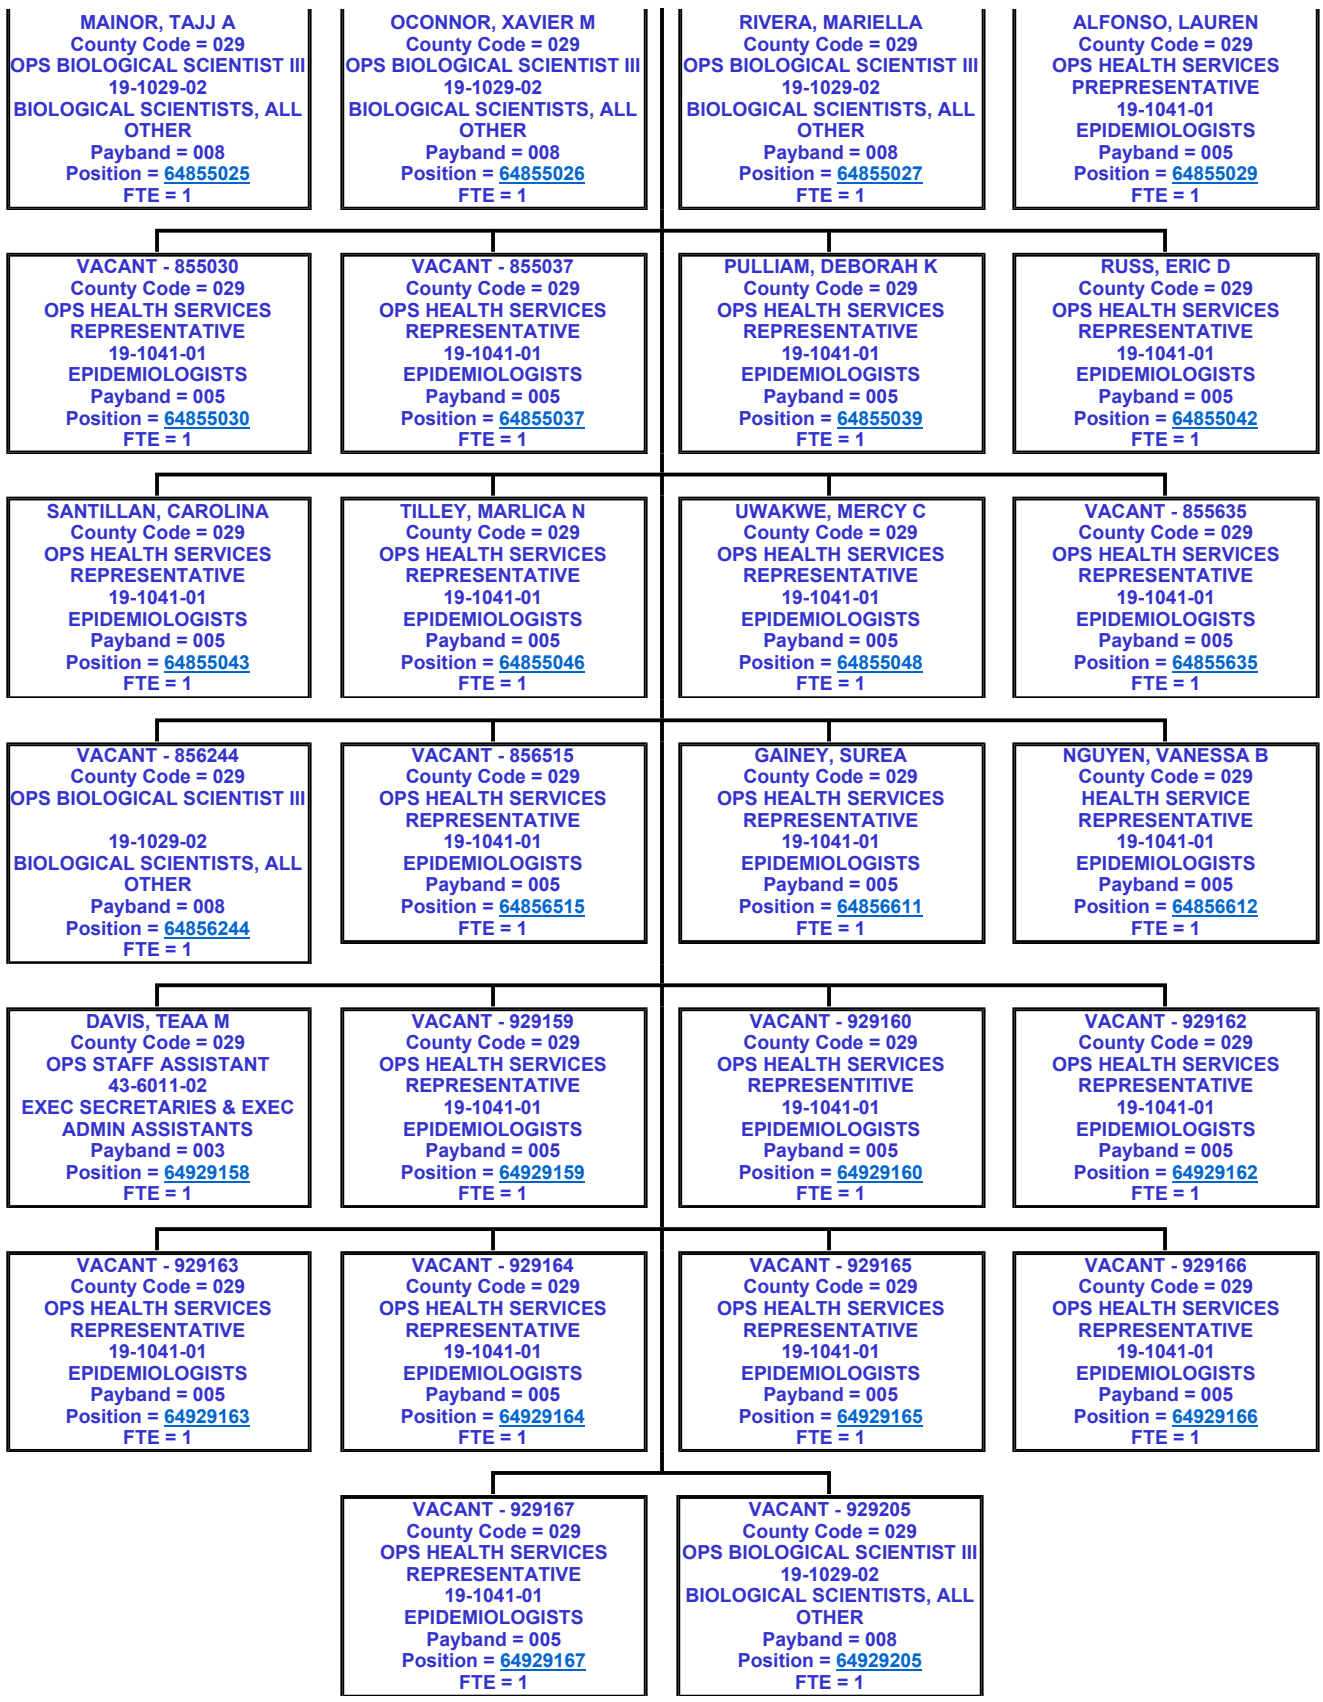 MAINOR, TAJJ A
County Code = 029
OPS BIOLOGICAL SCIENTIST III
19-1029-02
BIOLOGICAL SCIENTISTS, ALL
OTHER
Payband = 008
Position = 64855025
FTE = 1
OCONNOR, XAVIER M
County Code = 029
OPS BIOLOGICAL SCIENTIST III
19-1029-02
BIOLOGICAL SCIENTISTS, ALL
OTHER
Payband = 008
Position = 64855026
FTE = 1
RIVERA, MARIELLA
County Code = 029
OPS BIOLOGICAL SCIENTIST III
19-1029-02
BIOLOGICAL SCIENTISTS, ALL
OTHER
Payband = 008
Position = 64855027
FTE = 1
ALFONSO, LAUREN
County Code = 029
OPS HEALTH SERVICES
PREPRESENTATIVE
19-1041-01
EPIDEMIOLOGISTS
Payband = 005
Position = 64855029
FTE = 1
VACANT - 855030
County Code = 029
OPS HEALTH SERVICES
REPRESENTATIVE
19-1041-01
EPIDEMIOLOGISTS
Payband = 005
Position = 64855030
FTE = 1
VACANT - 855037
County Code = 029
OPS HEALTH SERVICES
REPRESENTATIVE
19-1041-01
EPIDEMIOLOGISTS
Payband = 005
Position = 64855037
FTE = 1
PULLIAM, DEBORAH K
County Code = 029
OPS HEALTH SERVICES
REPRESENTATIVE
19-1041-01
EPIDEMIOLOGISTS
Payband = 005
Position = 64855039
FTE = 1
RUSS, ERIC D
County Code = 029
OPS HEALTH SERVICES
REPRESENTATIVE
19-1041-01
EPIDEMIOLOGISTS
Payband = 005
Position = 64855042
FTE = 1
SANTILLAN, CAROLINA
County Code = 029
OPS HEALTH SERVICES
REPRESENTATIVE
19-1041-01
EPIDEMIOLOGISTS
Payband = 005
Position = 64855043
FTE = 1
TILLEY, MARLICA N
County Code = 029
OPS HEALTH SERVICES
REPRESENTATIVE
19-1041-01
EPIDEMIOLOGISTS
Payband = 005
Position = 64855046
FTE = 1
UWAKWE, MERCY C
County Code = 029
OPS HEALTH SERVICES
REPRESENTATIVE
19-1041-01
EPIDEMIOLOGISTS
Payband = 005
Position = 64855048
FTE = 1
VACANT - 855635
County Code = 029
OPS HEALTH SERVICES
REPRESENTATIVE
19-1041-01
EPIDEMIOLOGISTS
Payband = 005
Position = 64855635
FTE = 1
VACANT - 856244
County Code = 029
OPS BIOLOGICAL SCIENTIST III
19-1029-02
BIOLOGICAL SCIENTISTS, ALL
OTHER
Payband = 008
Position = 64856244
FTE = 1
VACANT - 856515
County Code = 029
OPS HEALTH SERVICES
REPRESENTATIVE
19-1041-01
EPIDEMIOLOGISTS
Payband = 005
Position = 64856515
FTE = 1
GAINEY, SUREA
County Code = 029
OPS HEALTH SERVICES
REPRESENTATIVE
19-1041-01
EPIDEMIOLOGISTS
Payband = 005
Position = 64856611
FTE = 1
NGUYEN, VANESSA B
County Code = 029
HEALTH SERVICE
REPRESENTATIVE
19-1041-01
EPIDEMIOLOGISTS
Payband = 005
Position = 64856612
FTE = 1
DAVIS, TEAA M
County Code = 029
OPS STAFF ASSISTANT
43-6011-02
EXEC SECRETARIES & EXEC
ADMIN ASSISTANTS
Payband = 003
Position = 64929158
FTE = 1
VACANT - 929159
County Code = 029
OPS HEALTH SERVICES
REPRESENTATIVE
19-1041-01
EPIDEMIOLOGISTS
Payband = 005
Position = 64929159
FTE = 1
VACANT - 929160
County Code = 029
OPS HEALTH SERVICES
REPRESENTITIVE
19-1041-01
EPIDEMIOLOGISTS
Payband = 005
Position = 64929160
FTE = 1
VACANT - 929162
County Code = 029
OPS HEALTH SERVICES
REPRESENTATIVE
19-1041-01
EPIDEMIOLOGISTS
Payband = 005
Position = 64929162
FTE = 1
VACANT - 929163
County Code = 029
OPS HEALTH SERVICES
REPRESENTATIVE
19-1041-01
EPIDEMIOLOGISTS
Payband = 005
Position = 64929163
FTE = 1
VACANT - 929164
County Code = 029
OPS HEALTH SERVICES
REPRESENTATIVE
19-1041-01
EPIDEMIOLOGISTS
Payband = 005
Position = 64929164
FTE = 1
VACANT - 929165
County Code = 029
OPS HEALTH SERVICES
REPRESENTATIVE
19-1041-01
EPIDEMIOLOGISTS
Payband = 005
Position = 64929165
FTE = 1
VACANT - 929166
County Code = 029
OPS HEALTH SERVICES
REPRESENTATIVE
19-1041-01
EPIDEMIOLOGISTS
Payband = 005
Position = 64929166
FTE = 1
VACANT - 929167
County Code = 029
OPS HEALTH SERVICES
REPRESENTATIVE
19-1041-01
EPIDEMIOLOGISTS
Payband = 005
Position = 64929167
FTE = 1
VACANT - 929205
County Code = 029
OPS BIOLOGICAL SCIENTIST III
19-1029-02
BIOLOGICAL SCIENTISTS, ALL
OTHER
Payband = 008
Position = 64929205
FTE = 1